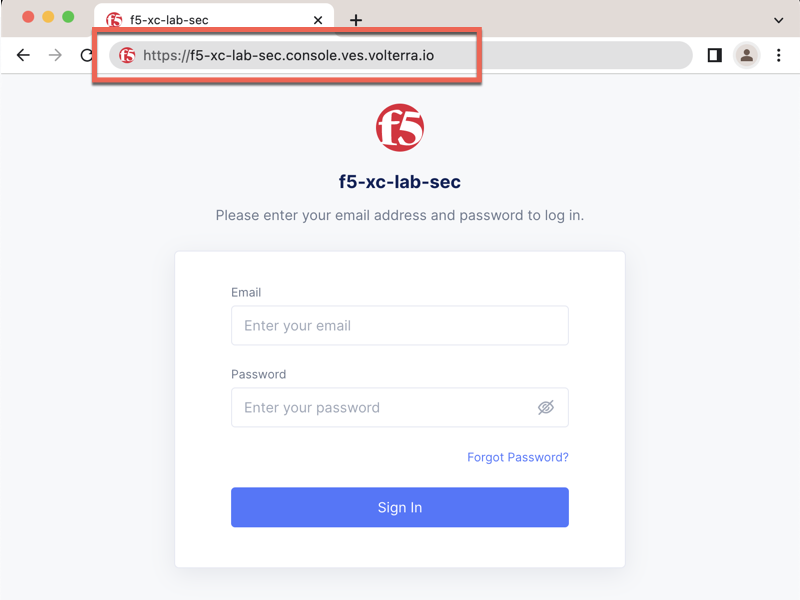 f5-xc-lab-sec
https://f5-xc-lab-sec.console.ves.volterra.io
f5
f5-xc-lab-sec
Please enter your email address and password to log in.
Email
Enter your email
Password
Enter your password
Forgot Password?
Sign In